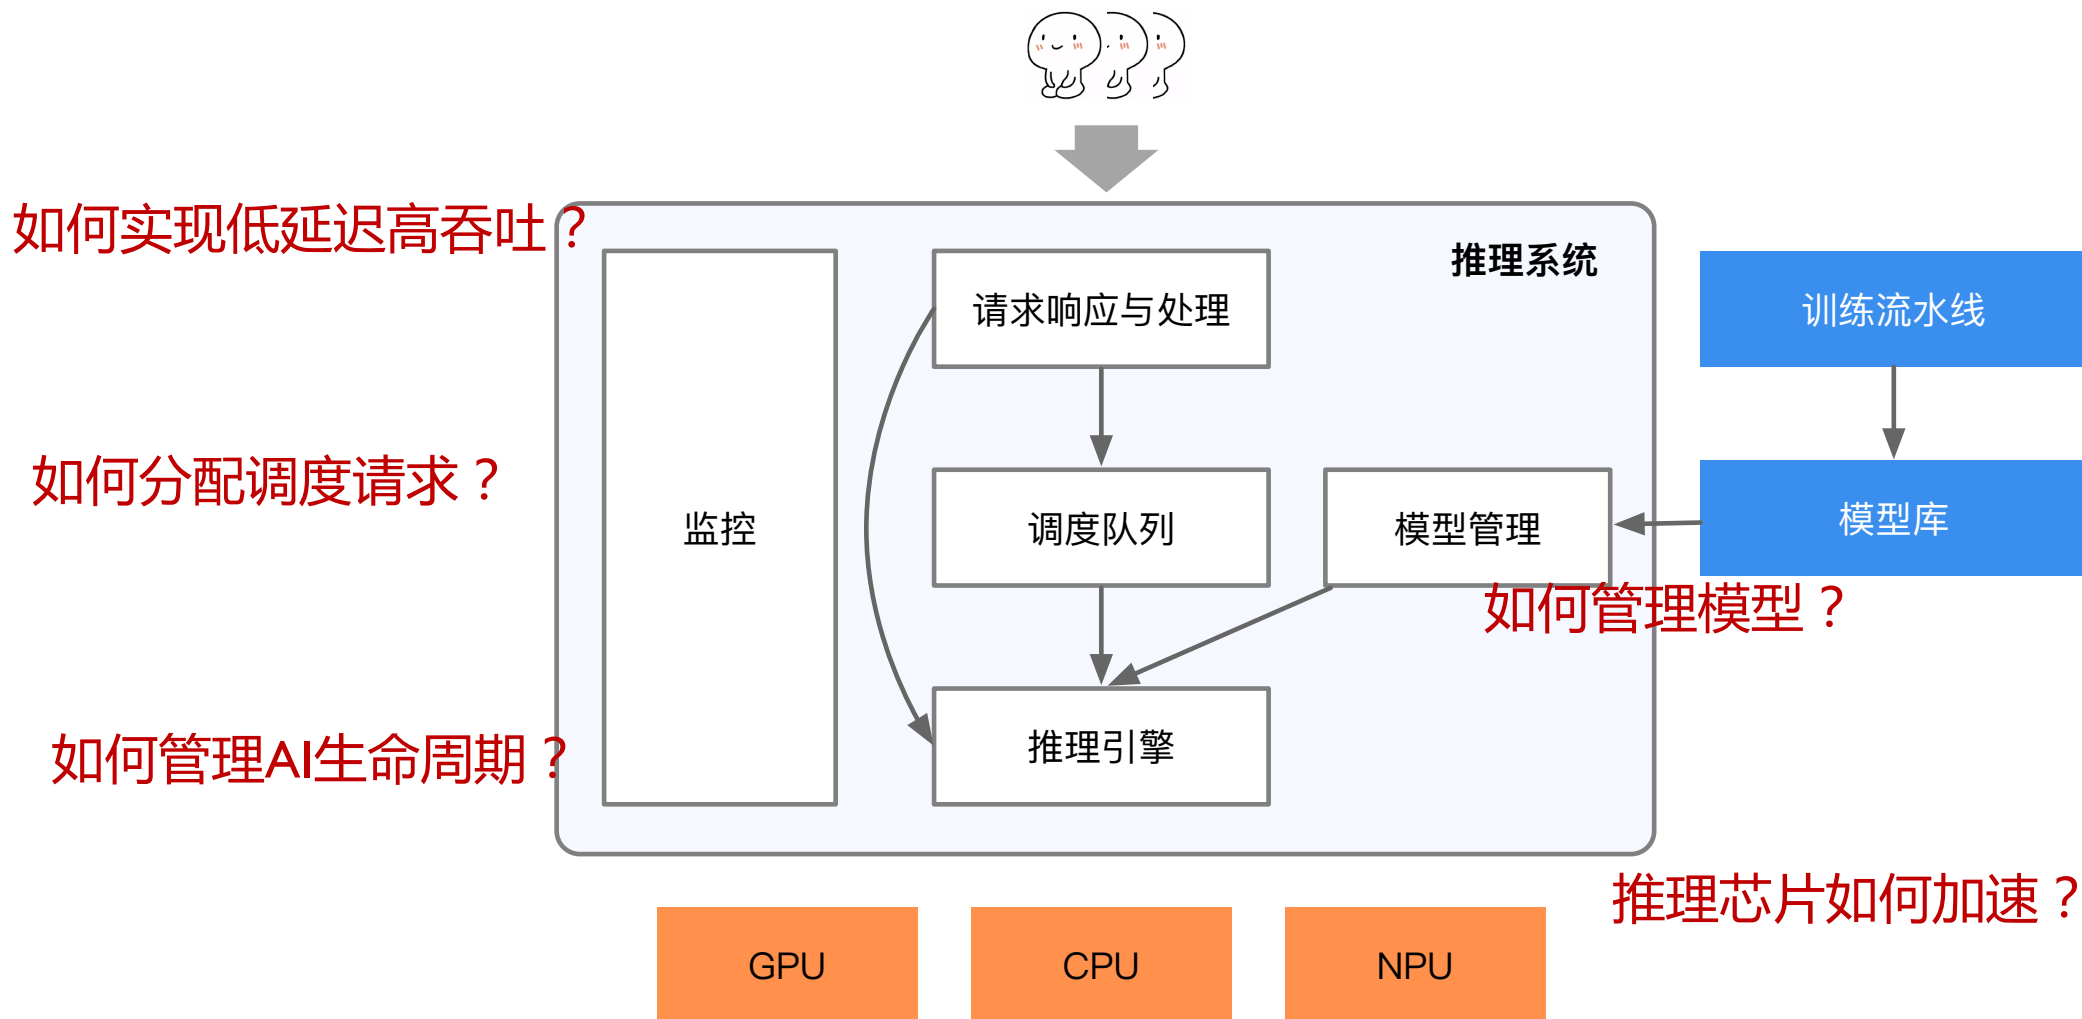 如何实现低延迟高吞吐？
推理系统
请求响应与处理
训练流水线
如何分配调度请求？
监控
调度队列
模型管理
模型库
如何管理模型？
如何管理AI生命周期？
推理引擎
推理芯片如何加速？
GPU
CPU
NPU